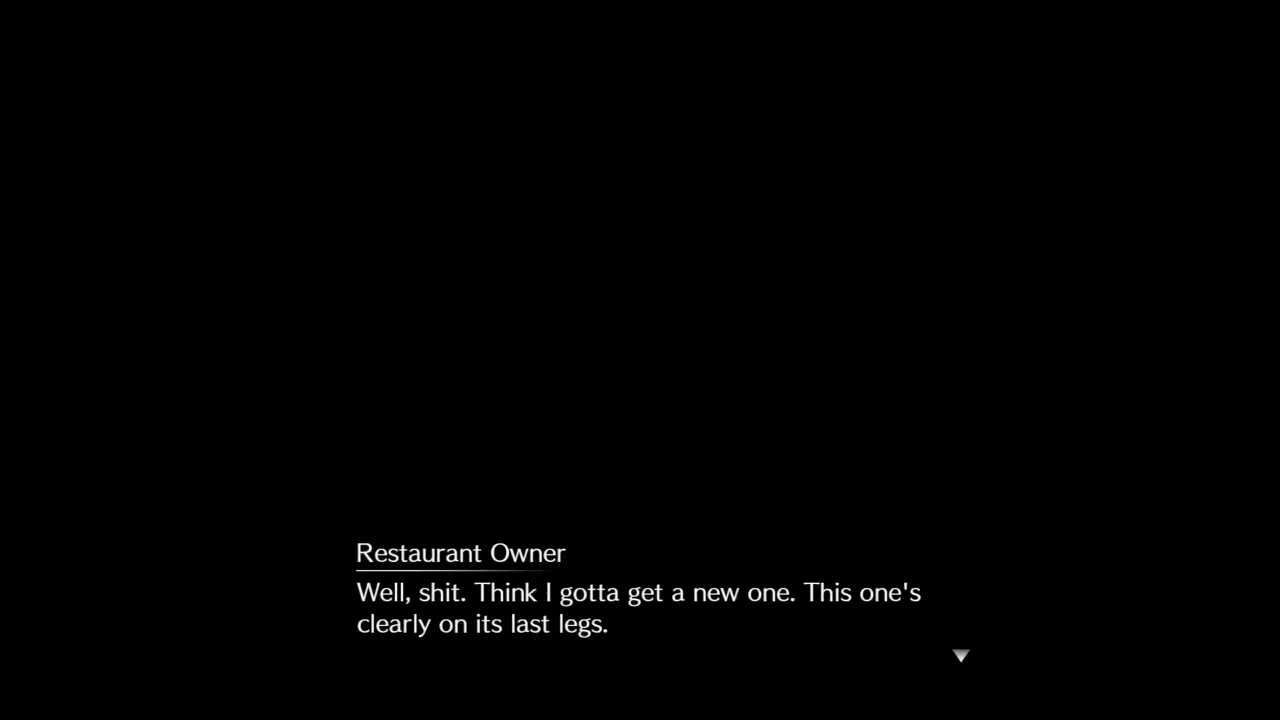 Restaurant Owner
Well, shit. Think I gotta get a new one. This one's
clearly on its last legs.